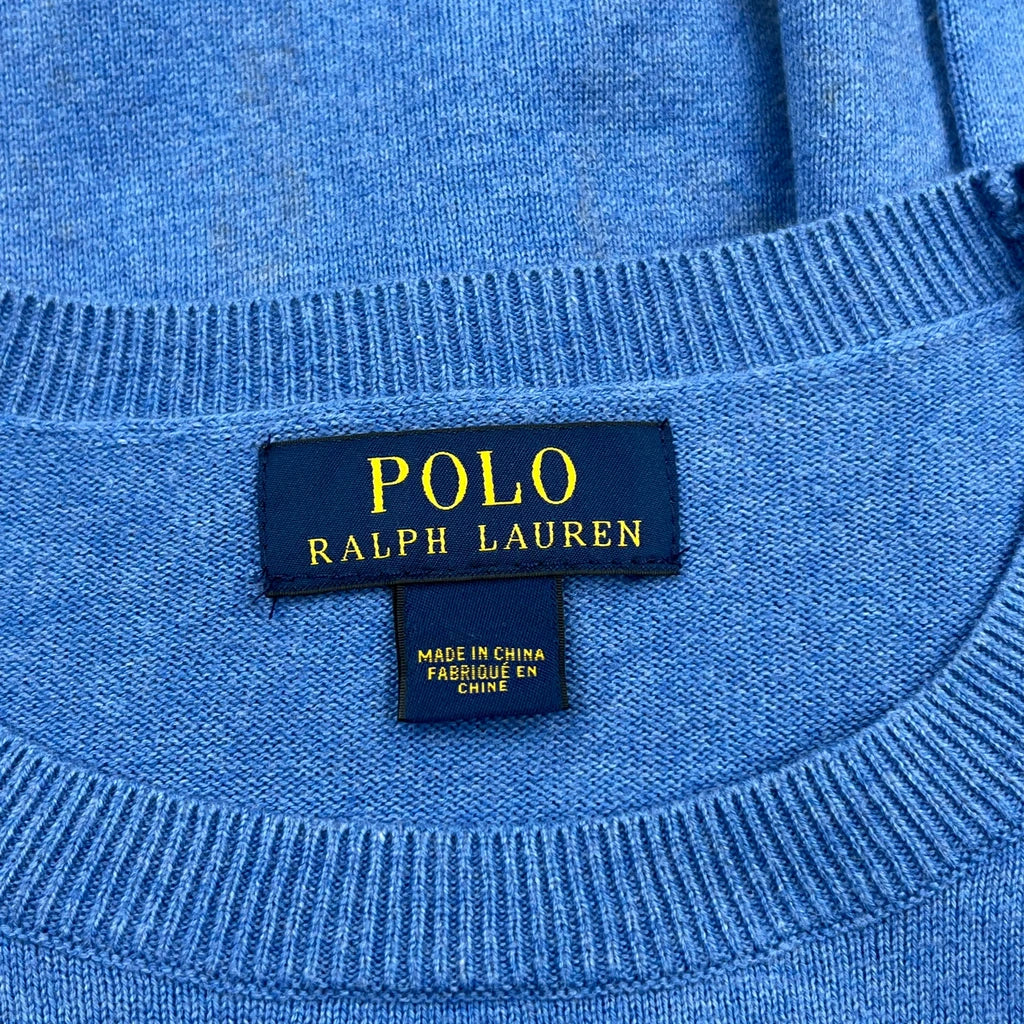 POLO
RALPH LAUREN
MADE IN CHINA
FABRIQUÉ EN
CHINE